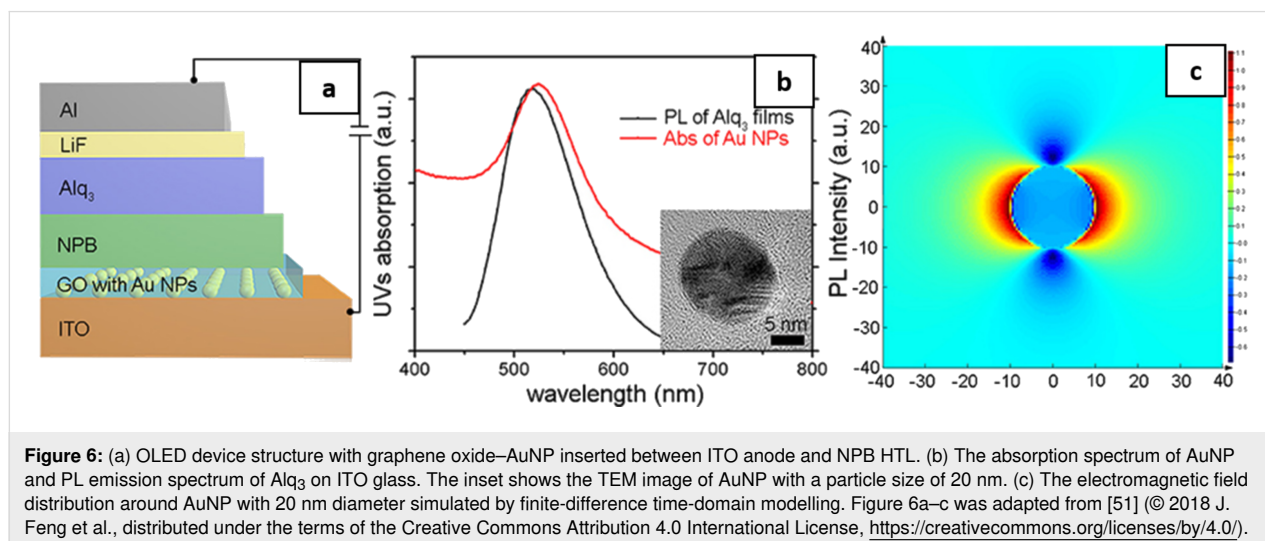 a
Al
LiF
Alq₃
NPB
GO with Au NPs
ITO
b
UVs absorption (a.u.)
PL of Alq₃ films
Abs of Au NPs
5 nm
400 500 600 700 800
wavelength (nm)
PL Intensity (a.u.)
c
40
30
20
10
0
-10
-20
-30
-40
-40 -30 -20 -10 0 10 20 30 40
Figure 6: (a) OLED device structure with graphene oxide–AuNP inserted between ITO anode and NPB HTL. (b) The absorption spectrum of AuNP
and PL emission spectrum of Alq₃ on ITO glass. The inset shows the TEM image of AuNP with a particle size of 20 nm. (c) The electromagnetic field
distribution around AuNP with 20 nm diameter simulated by finite-difference time-domain modelling. Figure 6a–c was adapted from [51] (© 2018 J.
Feng et al., distributed under the terms of the Creative Commons Attribution 4.0 International License, https://creativecommons.org/licenses/by/4.0/).